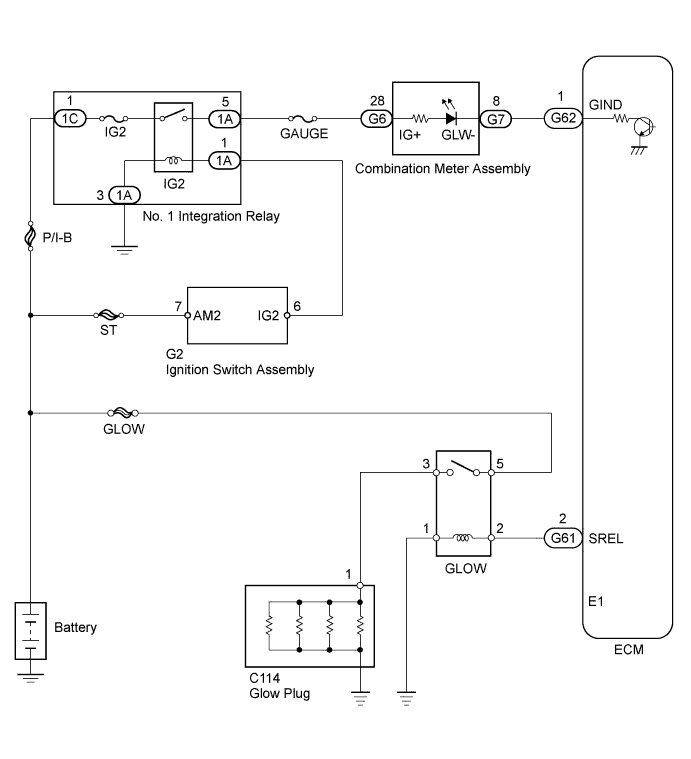 1
5
28
8
1
1C
IG2
1A
GAUGE
G6
IG+
GLW-
G7
G62
GIND
1
1A
Combination Meter Assembly
IG2
3
1A
No. 1 Integration Relay
P/I-B
7
AM2
IG2
6
ST
G2
Ignition Switch Assembly
GLOW
3
5
2
1
2
G61
SREL
GLOW
1
E1
Battery
ECM
C114
Glow Plug